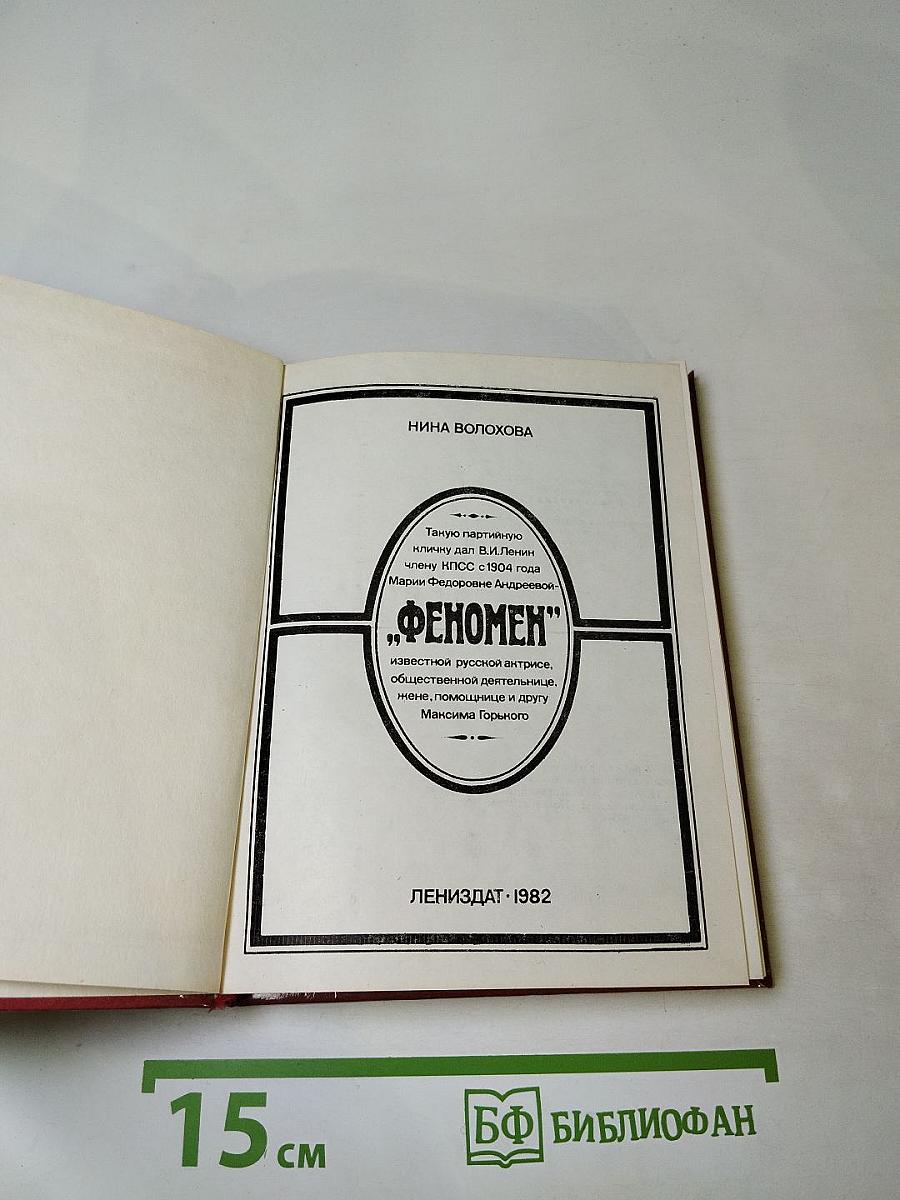 НИНА ВОЛОХОВА
Такую партийную
кличку дал В.И.Ленин
члену КПСС с 1904 года
Марии Федоровне Андреевой-
„ФЕНОМЕН”
известной русской актрисе,
общественной деятельнице,
жене, помощнице и другу
Максима Горького
ЛЕНИЗДАТ·1982
15 см
БФ БИБЛИОФАН